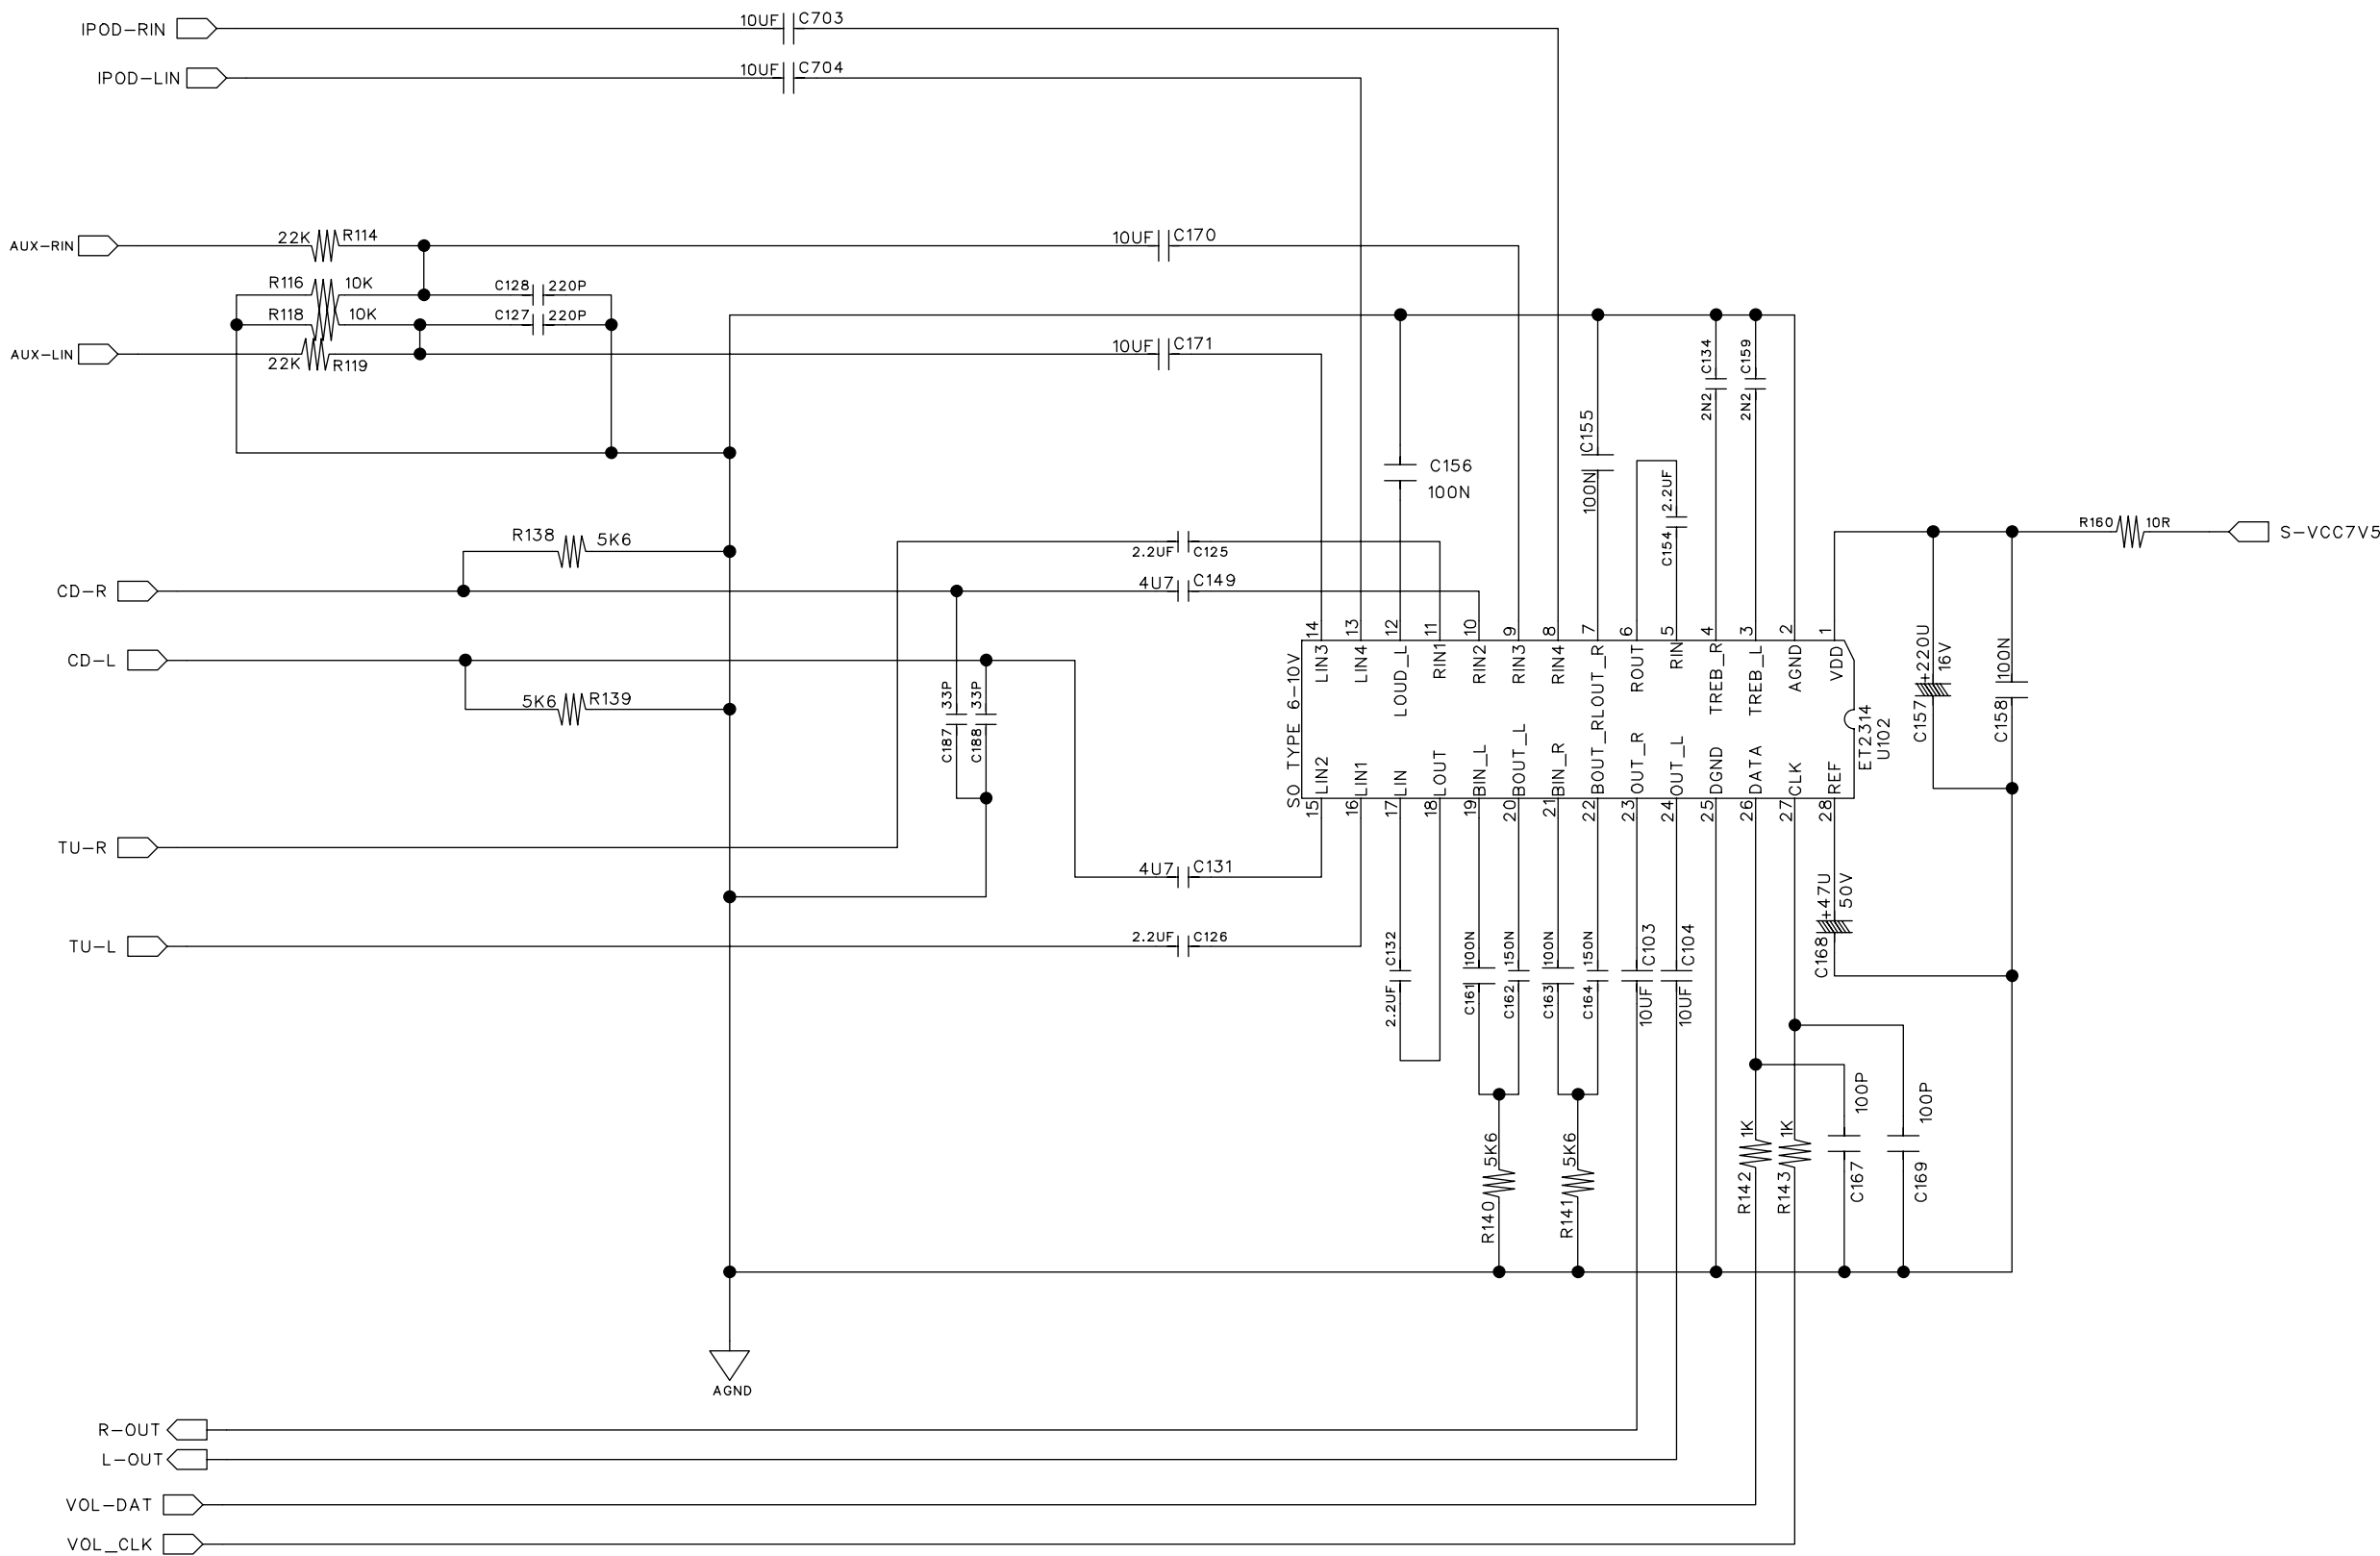 IPOD-RIN
10UF C703
IPOD-LIN
10UF C704
AUX-RIN
22K R114
10UF C170
R116 10K
C128 220P
R118 10K
C127 220P
AUX-LIN
22K R119
10UF C171
C134
2N2
C159
2N2
C155
100N
C156
100N
2.2UF
C154
R138 5K6
2.2UF C125
R160 10R
S-VCC7V5
CD-R
4U7 C149
CD-L
5K6 R139
33P
C187
33P
C188
14 13 12 11 10 9 8 7 6 5 4 3 2 1
LIN3
LIN4
LOUD_L
RIN1
RIN2
RIN3
RIN4
LOUT_R
ROUT
RIN
TREB_R
TREB_L
AGND
VDD
SO TYPE 6-10V
ET2314
U102
LIN2
LIN1
LIN
LOUT
BIN_L
BOUT_L
BIN_R
BOUT_R
OUT_R
OUT_L
DGND
DATA
CLK
REF
15 16 17 18 19 20 21 22 23 24 25 26 27 28
+220U
16V
C157
100N
C158
TU-R
4U7 C131
+47U
50V
C168
TU-L
2.2UF C126
C132
2.2UF
100N
C161
150N
C162
100N
C163
150N
C164
C103
10UF
C104
10UF
5K6
R140
5K6
R141
1K
R142
1K
R143
100P
C167
100P
C169
AGND
R-OUT
L-OUT
VOL-DAT
VOL_CLK